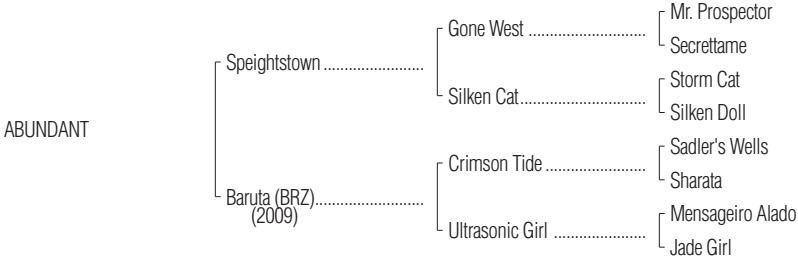 Mr. Prospector
Gone West ..............................
Secrettame
Speightstown .........................
Storm Cat
Silken Cat................................
Silken Doll
ABUNDANT
Sadler's Wells
Crimson Tide ..........................
Sharata
Baruta (BRZ)...........................
(2009)
Mensageiro Alado
Ultrasonic Girl ........................
Jade Girl